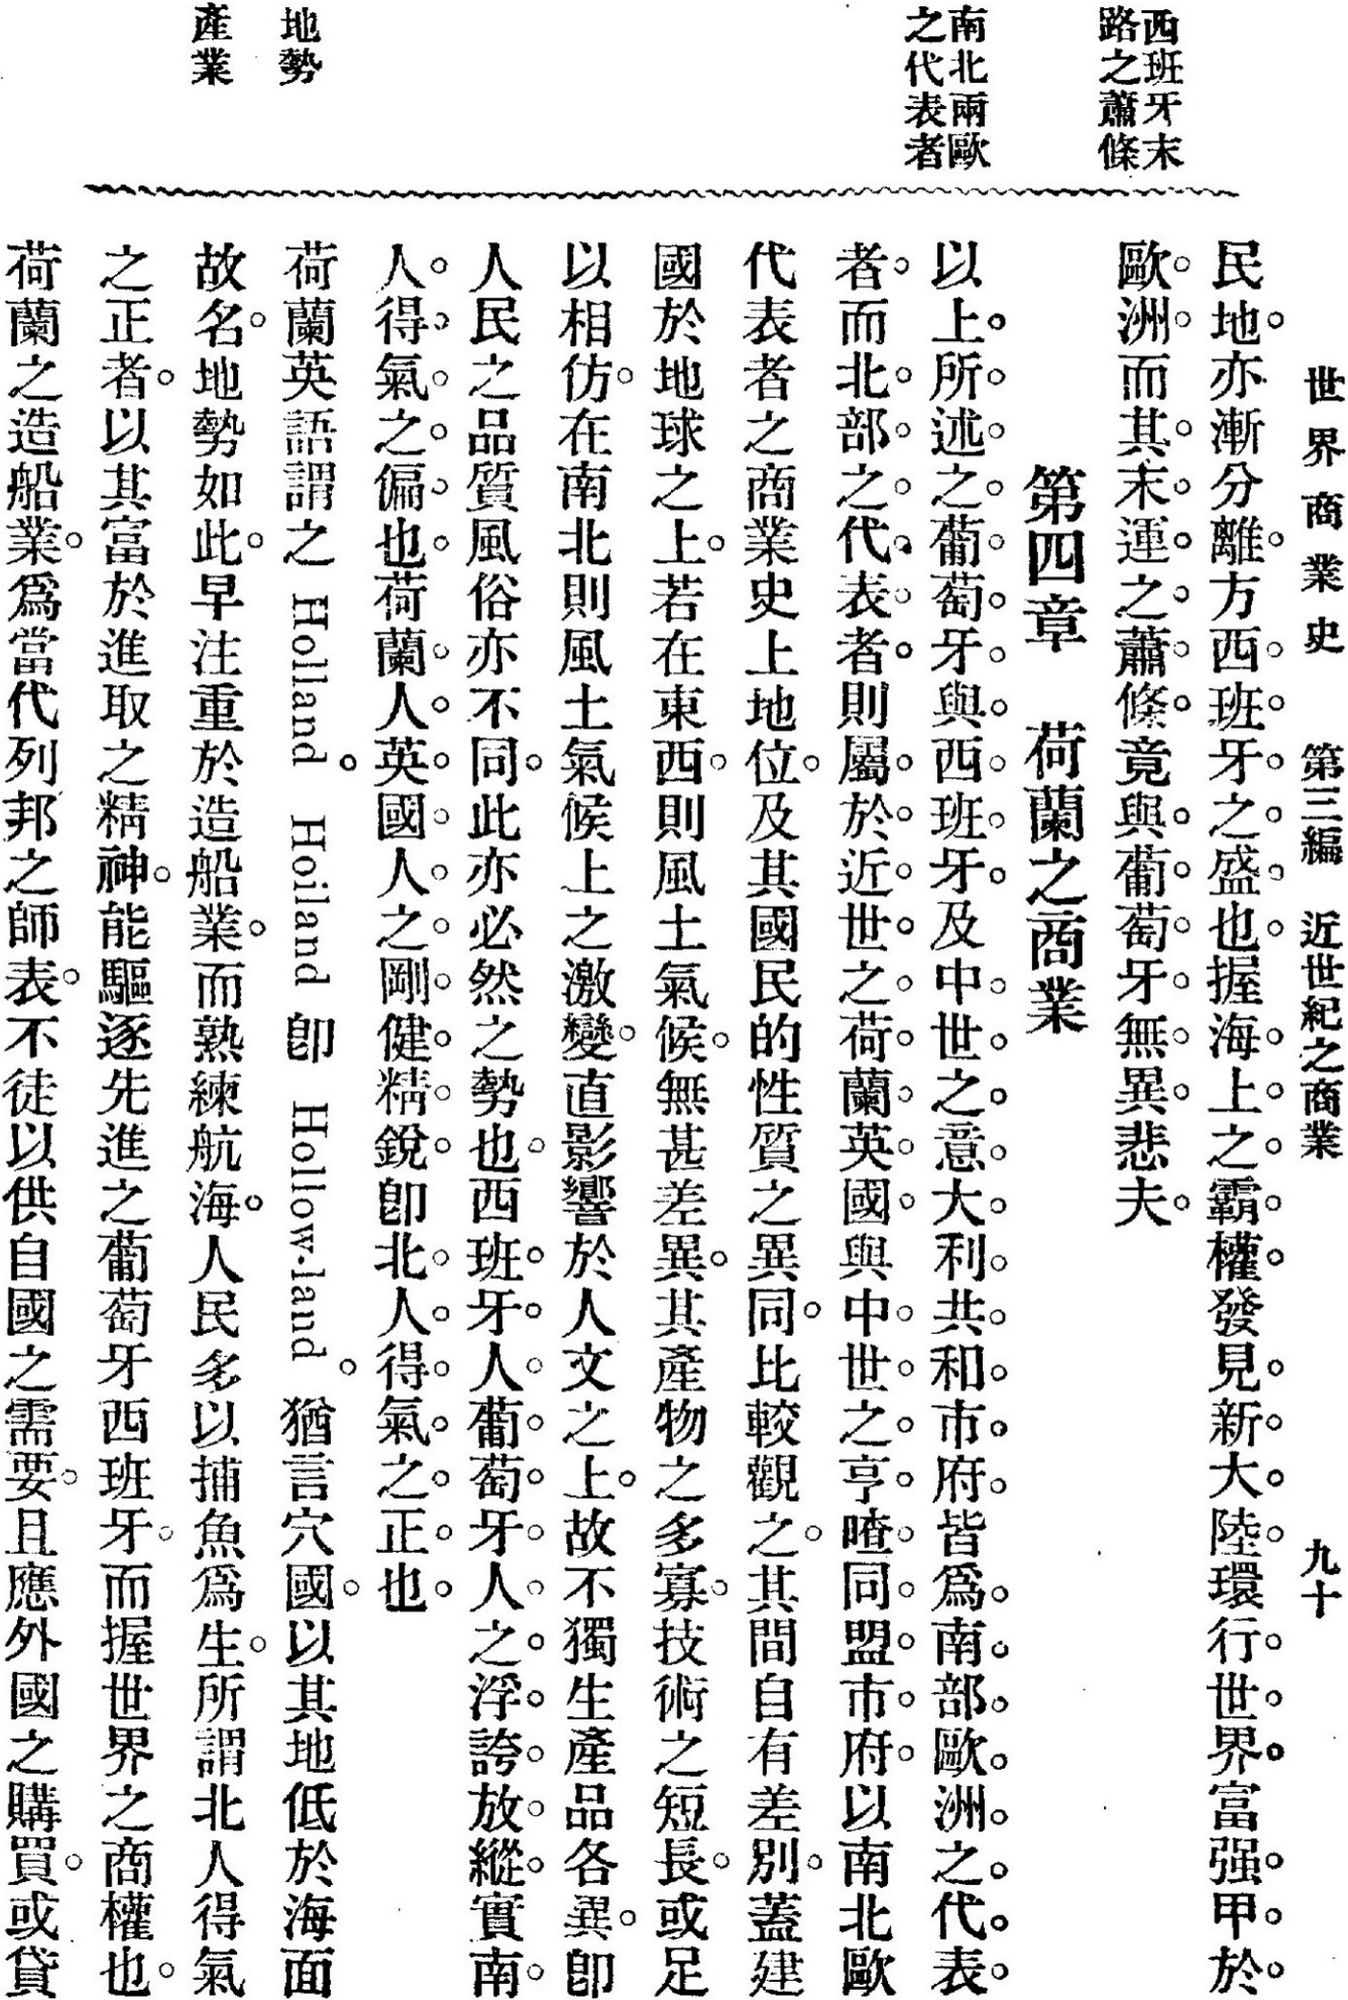 世界商業史　第三編　近世紀之商業　九十
西班牙末
路之蕭條
民地亦漸分離方西班牙之盛也握海上之霸權發見新大陸環行世界富强甲於
歐洲而其末運之蕭條竟與葡萄牙無異悲夫
第四章　荷蘭之商業
南北兩歐
之代表者
以上所述之葡萄牙與西班牙及中世之意大利共和市府皆爲南部歐洲之代表
者而北部之代表者則屬於近世之荷蘭英國與中世之亨喳同盟市府以南北歐
代表者之商業史上地位及其國民的性質之異同比較觀之其間自有差別蓋建
國於地球之上若在東西則風土氣候無甚差異其產物之多寡技術之短長或足
以相仿在南北則風土氣候上之激變直影響於人文之上故不獨生產品各異卽
人民之品質風俗亦不同此亦必然之勢也西班牙人葡萄牙人之浮誇放縱實南
人得氣之偏也荷蘭人英國人之剛健精銳卽北人得氣之正也
地勢
荷蘭英語謂之 Holland。Hoiland 卽 Hollow-land。猶言穴國。以其地低於海面
產業
故名。地勢如此。早注重於造船業。而熟練航海。人民多以捕魚爲生。所謂北人得氣
之正者。以其富於進取之精神。能驅逐先進之葡萄牙西班牙。而握世界之商權也。
荷蘭之造船業。爲當代列邦之師表。不徒以供自國之需要。且應外國之購買。或貸